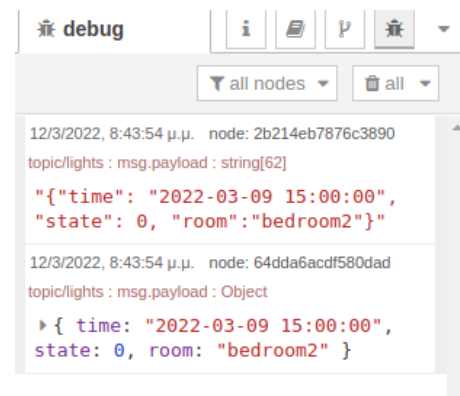 debug
all nodes
all
12/3/2022, 8:43:54 μ.μ. node: 2b214eb7876c3890
topic/lights : msg.payload : string[62]
"{"time": "2022-03-09 15:00:00",
"state": 0, "room":"bedroom2"}"
12/3/2022, 8:43:54 μ.μ. node: 64dda6acdf580dad
topic/lights : msg.payload : Object
{ time: "2022-03-09 15:00:00",
state: 0, room: "bedroom2" }